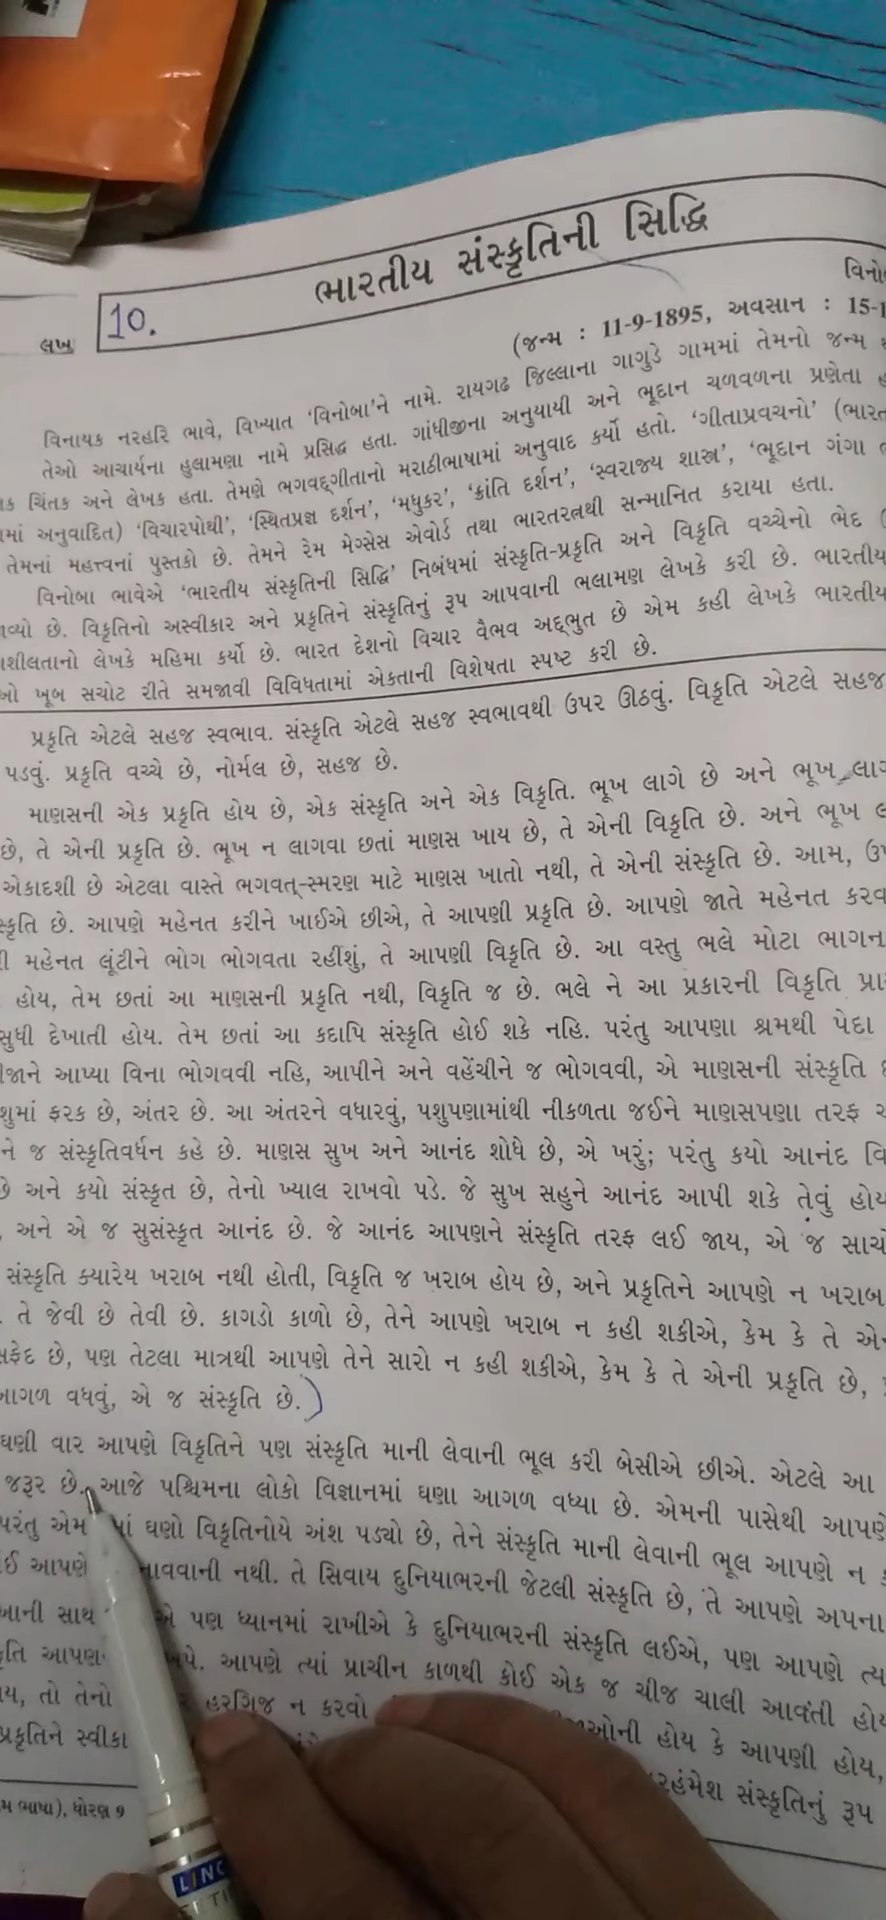 ભારતીય સંસ્કૃતિની સિદ્ધિ
10.
લખ
વિનો
(જન્મ : 11-9-1895, અવસાન : 15-1
વિનાયક નરહરિ ભાવે, વિખ્યાત ‘વિનોબા’ને નામે. રાયગઢ જિલ્લાના ગાગુડે ગામમાં તેમનો જન્મ
તેઓ આચાર્યના હુલામણા નામે પ્રસિદ્ધ હતા. ગાંધીજીના અનુયાયી અને ભૂદાન ચળવળના પ્રણેતા
ક ચિંતક અને લેખક હતા. તેમણે ભગવદ્ગીતાનો મરાઠીભાષામાં અનુવાદ કર્યો હતો. ‘ગીતાપ્રવચનો’ (ભારત
માં અનુવાદિત) ‘વિચારપોથી’, ‘સ્થિતપ્રજ્ઞ દર્શન’, ‘મધુકર’, ‘ક્રાંતિ દર્શન’, ‘સ્વરાજ્ય શાસ્ત્ર’, ‘ભૂદાન ગંગા
તેમનાં મહત્ત્વનાં પુસ્તકો છે. તેમને રેમ મેગ્સેસ એવોર્ડ તથા ભારતરત્નથી સન્માનિત કરાયા હતા.
વિનોબા ભાવેએ ‘ભારતીય સંસ્કૃતિની સિદ્ધિ’ નિબંધમાં સંસ્કૃતિ-પ્રકૃતિ અને વિકૃતિ વચ્ચેનો ભેદ
વ્યો છે. વિકૃતિનો અસ્વીકાર અને પ્રકૃતિને સંસ્કૃતિનું રૂપ આપવાની ભલામણ લેખકે કરી છે. ભારતીય
શીલતાનો લેખકે મહિમા કર્યો છે. ભારત દેશનો વિચાર વૈભવ અદ્ભુત છે એમ કહી લેખકે ભારતીય
ઓ ખૂબ સચોટ રીતે સમજાવી વિવિધતામાં એકતાની વિશેષતા સ્પષ્ટ કરી છે.
પ્રકૃતિ એટલે સહજ સ્વભાવ. સંસ્કૃતિ એટલે સહજ સ્વભાવથી ઉપર ઊઠવું. વિકૃતિ એટલે સહજ
પડવું. પ્રકૃતિ વચ્ચે છે, નોર્મલ છે, સહજ છે.
માણસની એક પ્રકૃતિ હોય છે, એક સંસ્કૃતિ અને એક વિકૃતિ. ભૂખ લાગે છે અને ભૂખ લાગ
છે, તે એની પ્રકૃતિ છે. ભૂખ ન લાગવા છતાં માણસ ખાય છે, તે એની વિકૃતિ છે. અને ભૂખ લ
એકાદશી છે એટલા વાસ્તે ભગવત્-સ્મરણ માટે માણસ ખાતો નથી, તે એની સંસ્કૃતિ છે. આમ, ઉપ
સ્કૃતિ છે. આપણે મહેનત કરીને ખાઈએ છીએ, તે આપણી પ્રકૃતિ છે. આપણે જાતે મહેનત કરવ
ી મહેનત લૂંટીને ભોગ ભોગવતા રહીંશું, તે આપણી વિકૃતિ છે. આ વસ્તુ ભલે મોટા ભાગન
હોય, તેમ છતાં આ માણસની પ્રકૃતિ નથી, વિકૃતિ જ છે. ભલે ને આ પ્રકારની વિકૃતિ પ્રા
સુધી દેખાતી હોય. તેમ છતાં આ કદાપિ સંસ્કૃતિ હોઈ શકે નહિ. પરંતુ આપણા શ્રમથી પેદા
જાને આપ્યા વિના ભોગવવી નહિ, આપીને અને વહેંચીને જ ભોગવવી, એ માણસની સંસ્કૃતિ
શુમાં ફરક છે, અંતર છે. આ અંતરને વધારવું, પશુપણામાંથી નીકળતા જઈને માણસપણા તરફ
ને જ સંસ્કૃતિવર્ધન કહે છે. માણસ સુખ અને આનંદ શોધે છે, એ ખરું; પરંતુ કયો આનંદ વિ
છે અને કયો સંસ્કૃત છે, તેનો ખ્યાલ રાખવો પડે. જે સુખ સહુને આનંદ આપી શકે તેવું હોય
, અને એ જ સુસંસ્કૃત આનંદ છે. જે આનંદ આપણને સંસ્કૃતિ તરફ લઈ જાય, એ જ સાચો
સંસ્કૃતિ ક્યારેય ખરાબ નથી હોતી, વિકૃતિ જ ખરાબ હોય છે, અને પ્રકૃતિને આપણે ન ખરાબ
. તે જેવી છે તેવી છે. કાગડો કાળો છે, તેને આપણે ખરાબ ન કહી શકીએ, કેમ કે તે એન
સફેદ છે, પણ તેટલા માત્રથી આપણે તેને સારો ન કહી શકીએ, કેમ કે તે એની પ્રકૃતિ છે,
આગળ વધવું, એ જ સંસ્કૃતિ છે.)
ઘણી વાર આપણે વિકૃતિને પણ સંસ્કૃતિ માની લેવાની ભૂલ કરી બેસીએ છીએ. એટલે આ
જરૂર છે. આજે પશ્ચિમના લોકો વિજ્ઞાનમાં ઘણા આગળ વધ્યા છે. એમની પાસેથી આપણે
પરંતુ એમ માં ઘણો વિકૃતિનોયે અંશ પડ્યો છે, તેને સંસ્કૃતિ માની લેવાની ભૂલ આપણે ન ક
ઈ આપણે નાવવાની નથી. તે સિવાય દુનિયાભરની જેટલી સંસ્કૃતિ છે, તે આપણે અપના
આની સાથ એ પણ ધ્યાનમાં રાખીએ કે દુનિયાભરની સંસ્કૃતિ લઈએ, પણ આપણે ત્ય
ૃતિ આપણ ખપે. આપણે ત્યાં પ્રાચીન કાળથી કોઈ એક જ ચીજ ચાલી આવતી હોય
ય, તો તેનો ર હરગિજ ન કરવો ઓની હોય કે આપણી હોય,
પ્રકૃતિને સ્વીકા રહંમેશ સંસ્કૃતિનું રૂપ
મ ભાષા), ધોરણ 9
LINC